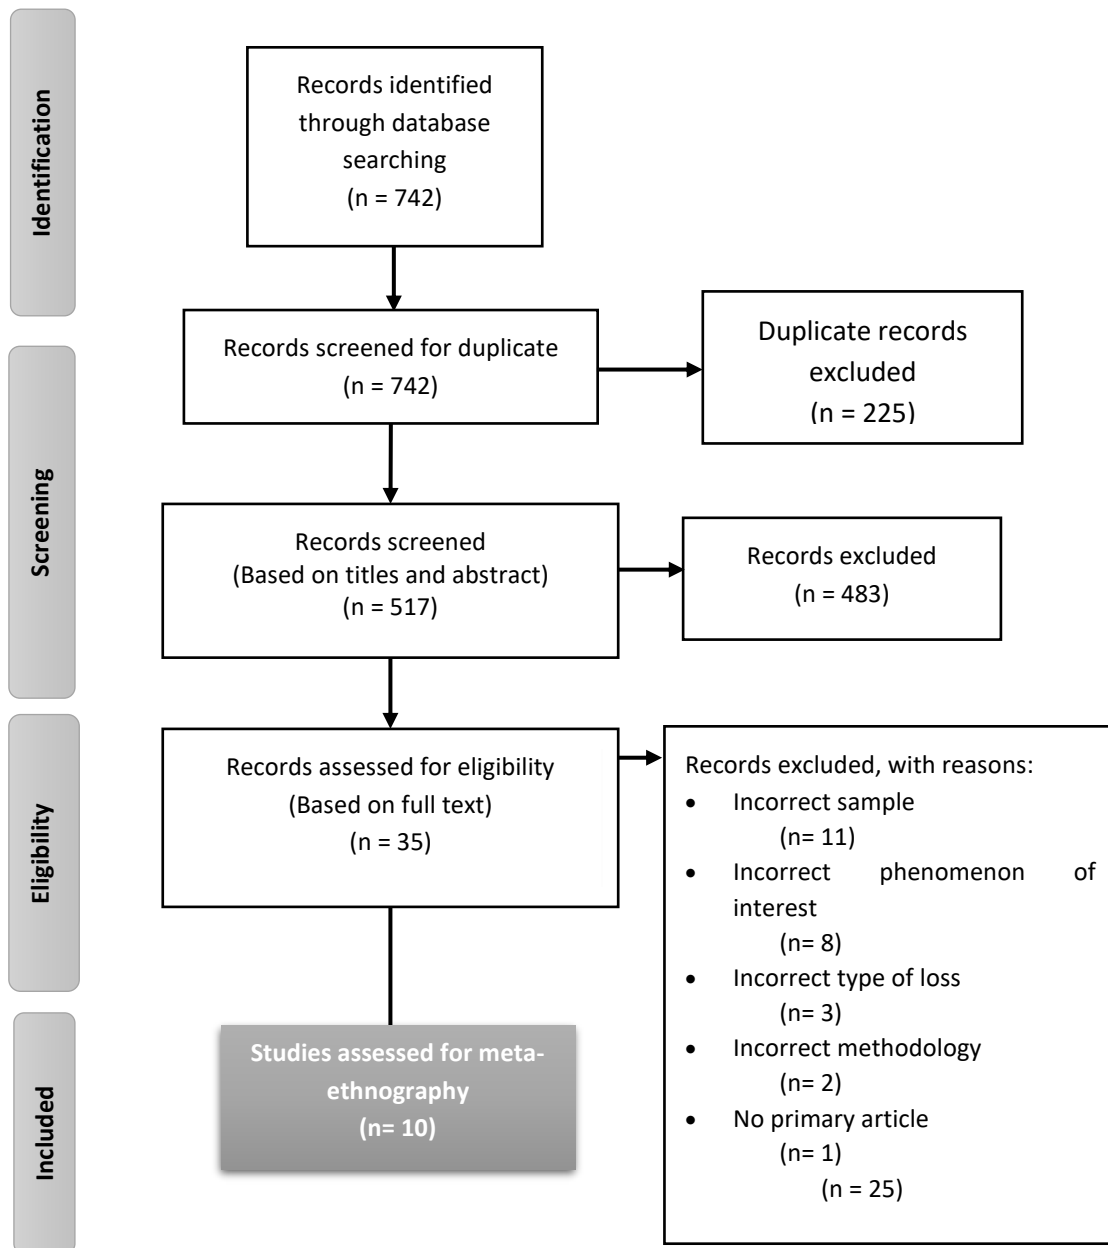 Identification
Records identified
through database
searching
(n = 742)
Records screened for duplicate
(n = 742)
Duplicate records
excluded
(n = 225)
Screening
Records screened
(Based on titles and abstract)
(n = 517)
Records excluded
(n = 483)
Eligibility
Records assessed for eligibility
(Based on full text)
(n = 35)
Records excluded, with reasons:
• Incorrect sample
(n= 11)
• Incorrect phenomenon of
interest
(n= 8)
• Incorrect type of loss
(n= 3)
• Incorrect methodology
(n= 2)
• No primary article
(n= 1)
(n = 25)
Included
Studies assessed for meta-
ethnography
(n= 10)